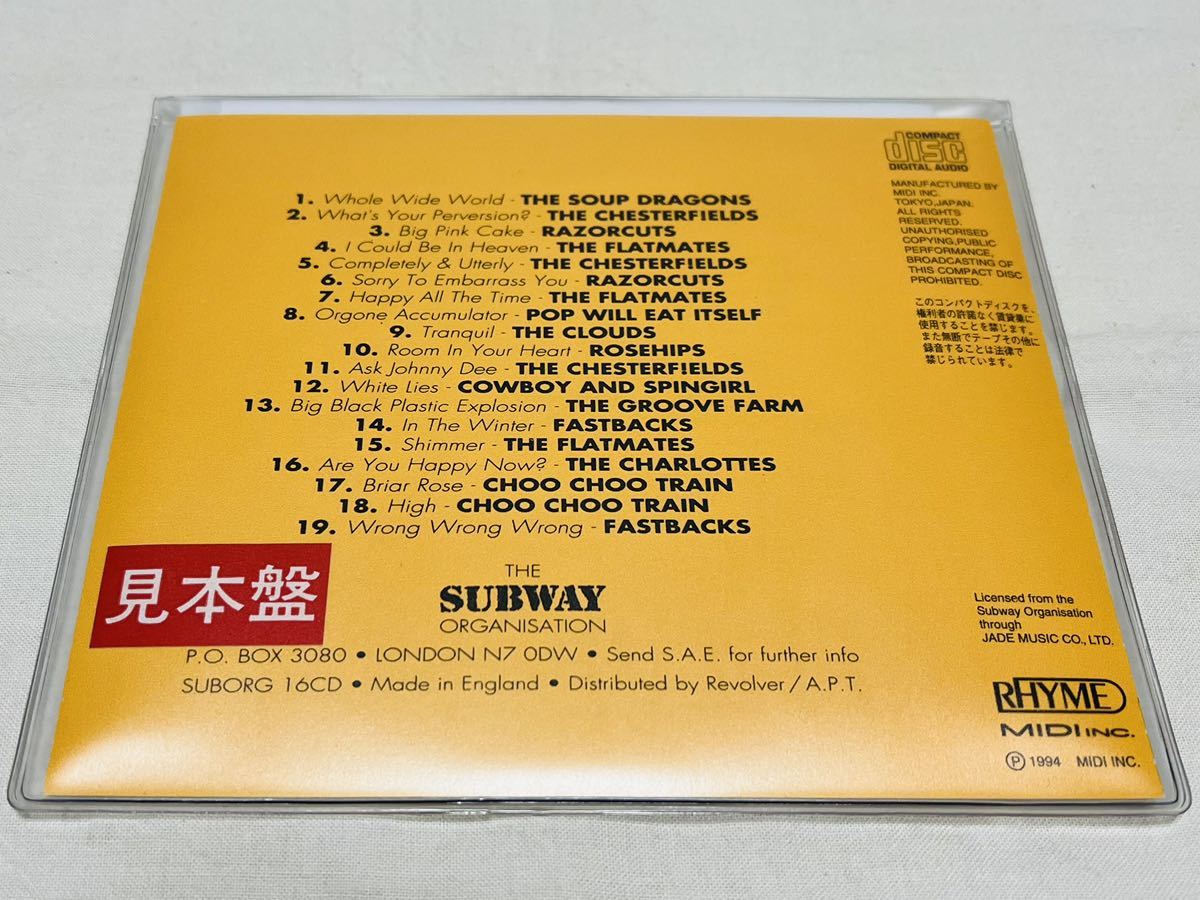 1. Whole Wide World - THE SOUP DRAGONS
2. What's Your Perversion? - THE CHESTERF!ELDS
3. Big Pink Cake - RAZORCUTS
4. I Could Be In Heaven - THE FLATMATES
5. Completely & Utterly - THE CHESTERF!ELDS
6. Sorry To Embarrass You - RAZORCUTS
7. Happy All The Time - THE FLATMATES
8. Orgone Accumulator - POP WILL EAT ITSELF
9. Tranquil - THE CLOUDS
10. Room In Your Heart - ROSEHIPS
11. Ask Johnny Dee - THE CHESTERF!ELDS
12. White Lies - COWBOY AND SPINGIRL
13. Big Black Plastic Explosion - THE GROOVE FARM
14. In The Winter - FASTBACKS
15. Shimmer - THE FLATMATES
16. Are You Happy Now? - THE CHARLOTTES
17. Briar Rose - CHOO CHOO TRAIN
18. High - CHOO CHOO TRAIN
19. Wrong Wrong Wrong - FASTBACKS
COMPACT
disc
DIGITAL AUDIO
MANUFACTURED BY
MIDI INC.
TOKYO,JAPAN.
ALL RIGHTS
RESERVED.
UNAUTHORISED
COPYING,PUBLIC
PERFORMANCE,
BROADCASTING OF
THIS COMPACT DISC
PROHIBITED.
このコンパクトディスクを、
権利者の許諾なく賃貸業に
使用することを禁じます。
また無断でテープその他に
録音することは法律で
禁じられています。
見本盤
THE
SUBWAY
ORGANISATION
P.O. BOX 3080 • LONDON N7 0DW • Send S.A.E. for further info
SUBORG 16CD • Made in England • Distributed by Revolver / A.P.T.
Licensed from the
Subway Organisation
through
JADE MUSIC CO., LTD.
RHYME
MIDI INC.
Ⓟ 1994 MIDI INC.